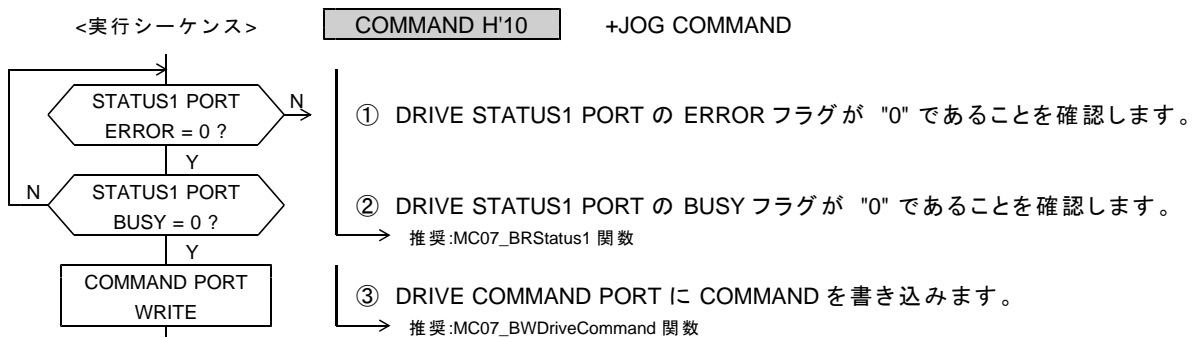 <実行シーケンス> COMMAND H'10 +JOG COMMAND
STATUS1 PORT
ERROR = 0 ?
N
① DRIVE STATUS1 PORT の ERROR フラグが "0" であることを確認します。
Y
N
STATUS1 PORT
BUSY = 0 ?
② DRIVE STATUS1 PORT の BUSY フラグが "0" であることを確認します。
推奨:MC07_BRStatus1 関数
Y
COMMAND PORT
WRITE
③ DRIVE COMMAND PORT に COMMAND を書き込みます。
推奨:MC07_BWDriveCommand 関数